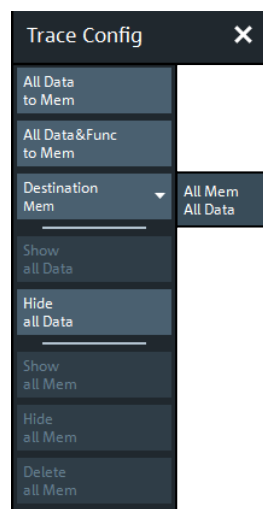 Trace Config
All Data
to Mem
All Data&Func
to Mem
Destination
Mem
All Mem
All Data
Show
all Data
Hide
all Data
Show
all Mem
Hide
all Mem
Delete
all Mem